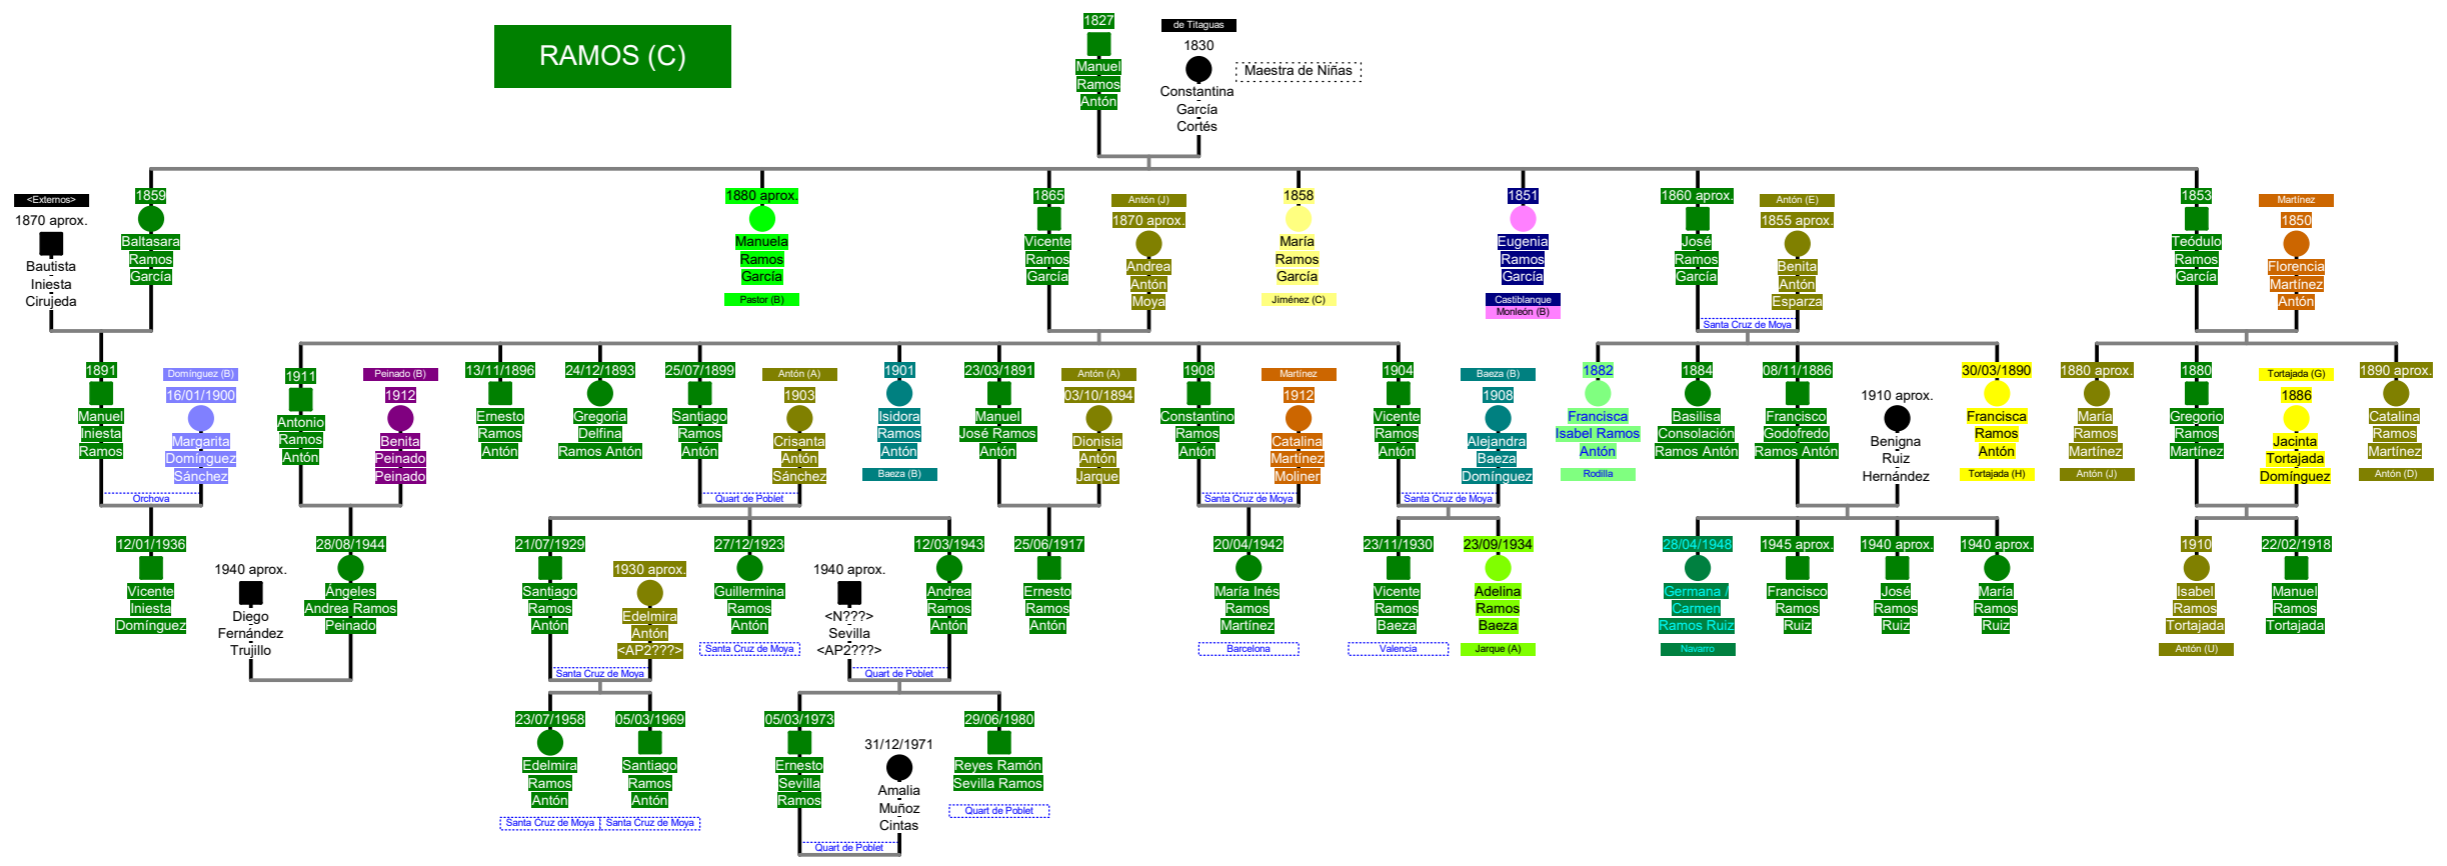 RAMOS (C)
1827
Manuel
Ramos
Antón
de Titaguas
1830
Constantina
García
Cortés
Maestra de Niñas
<Externos>
1870 aprox.
Bautista
Iniesta
Cirujeda
1859
Baltasara
Ramos
García
1880 aprox.
Manuela
Ramos
García
Pastor (B)
1865
Vicente
Ramos
García
Antón (J)
1870 aprox.
Andrea
Antón
Moya
1858
María
Ramos
García
Jiménez (C)
1851
Eugenia
Ramos
García
Castiblanque
Monleón (B)
1860 aprox.
José
Ramos
García
Antón (E)
1855 aprox.
Benita
Antón
Esparza
Santa Cruz de Moya
1853
Teódulo
Ramos
García
Martínez
1850
Florencia
Martínez
Antón
1891
Manuel
Iniesta
Ramos
Domínguez (B)
16/01/1900
Margarita
Domínguez
Sánchez
Orchova
1911
Antonio
Ramos
Antón
Peinado (B)
1912
Benita
Peinado
Peinado
13/11/1896
Ernesto
Ramos
Antón
24/12/1893
Gregoria
Delfina
Ramos Antón
25/07/1899
Santiago
Ramos
Antón
Antón (A)
1903
Crisanta
Antón
Sánchez
Quart de Poblet
1901
Isidora
Ramos
Antón
Baeza (B)
23/03/1891
Manuel
José Ramos
Antón
Antón (A)
03/10/1894
Dionisia
Antón
Jarque
1908
Constantino
Ramos
Antón
Martínez
1912
Catalina
Martínez
Moliner
Santa Cruz de Moya
1904
Vicente
Ramos
Antón
Baeza (B)
1908
Alejandra
Baeza
Domínguez
Santa Cruz de Moya
1882
Francisca
Isabel Ramos
Antón
Rodilla
1884
Basilisa
Consolación
Ramos Antón
08/11/1886
Francisco
Godofredo
Ramos Antón
1910 aprox.
Benigna
Ruiz
Hernández
30/03/1890
Francisca
Ramos
Antón
Tortajada (H)
1880 aprox.
María
Ramos
Martínez
Antón (J)
1880
Gregorio
Ramos
Martínez
Tortajada (G)
1886
Jacinta
Tortajada
Domínguez
1890 aprox.
Catalina
Ramos
Martínez
Antón (D)
12/01/1936
Vicente
Iniesta
Domínguez
1940 aprox.
Diego
Fernández
Trujillo
28/08/1944
Ángeles
Andrea Ramos
Peinado
21/07/1929
Santiago
Ramos
Antón
1930 aprox.
Edelmira
Antón
<AP2???>
Santa Cruz de Moya
27/12/1923
Guillermina
Ramos
Antón
Santa Cruz de Moya
1940 aprox.
<N???>
Sevilla
<AP2???>
12/03/1943
Andrea
Ramos
Antón
Quart de Poblet
25/06/1917
Ernesto
Ramos
Antón
20/04/1942
María Inés
Ramos
Martínez
Barcelona
23/11/1930
Vicente
Ramos
Baeza
Valencia
23/09/1934
Adelina
Ramos
Baeza
Jarque (A)
28/04/1948
Germana /
Carmen
Ramos Ruiz
Navarro
1945 aprox.
Francisco
Ramos
Ruiz
1940 aprox.
José
Ramos
Ruiz
1940 aprox.
María
Ramos
Ruiz
1910
Isabel
Ramos
Tortajada
Antón (U)
22/02/1918
Manuel
Ramos
Tortajada
23/07/1958
Edelmira
Ramos
Antón
Santa Cruz de Moya
05/03/1969
Santiago
Ramos
Antón
Santa Cruz de Moya
05/03/1973
Ernesto
Sevilla
Ramos
31/12/1971
Amalia
Muñoz
Cintas
Quart de Poblet
29/06/1980
Reyes Ramón
Sevilla Ramos
Quart de Poblet